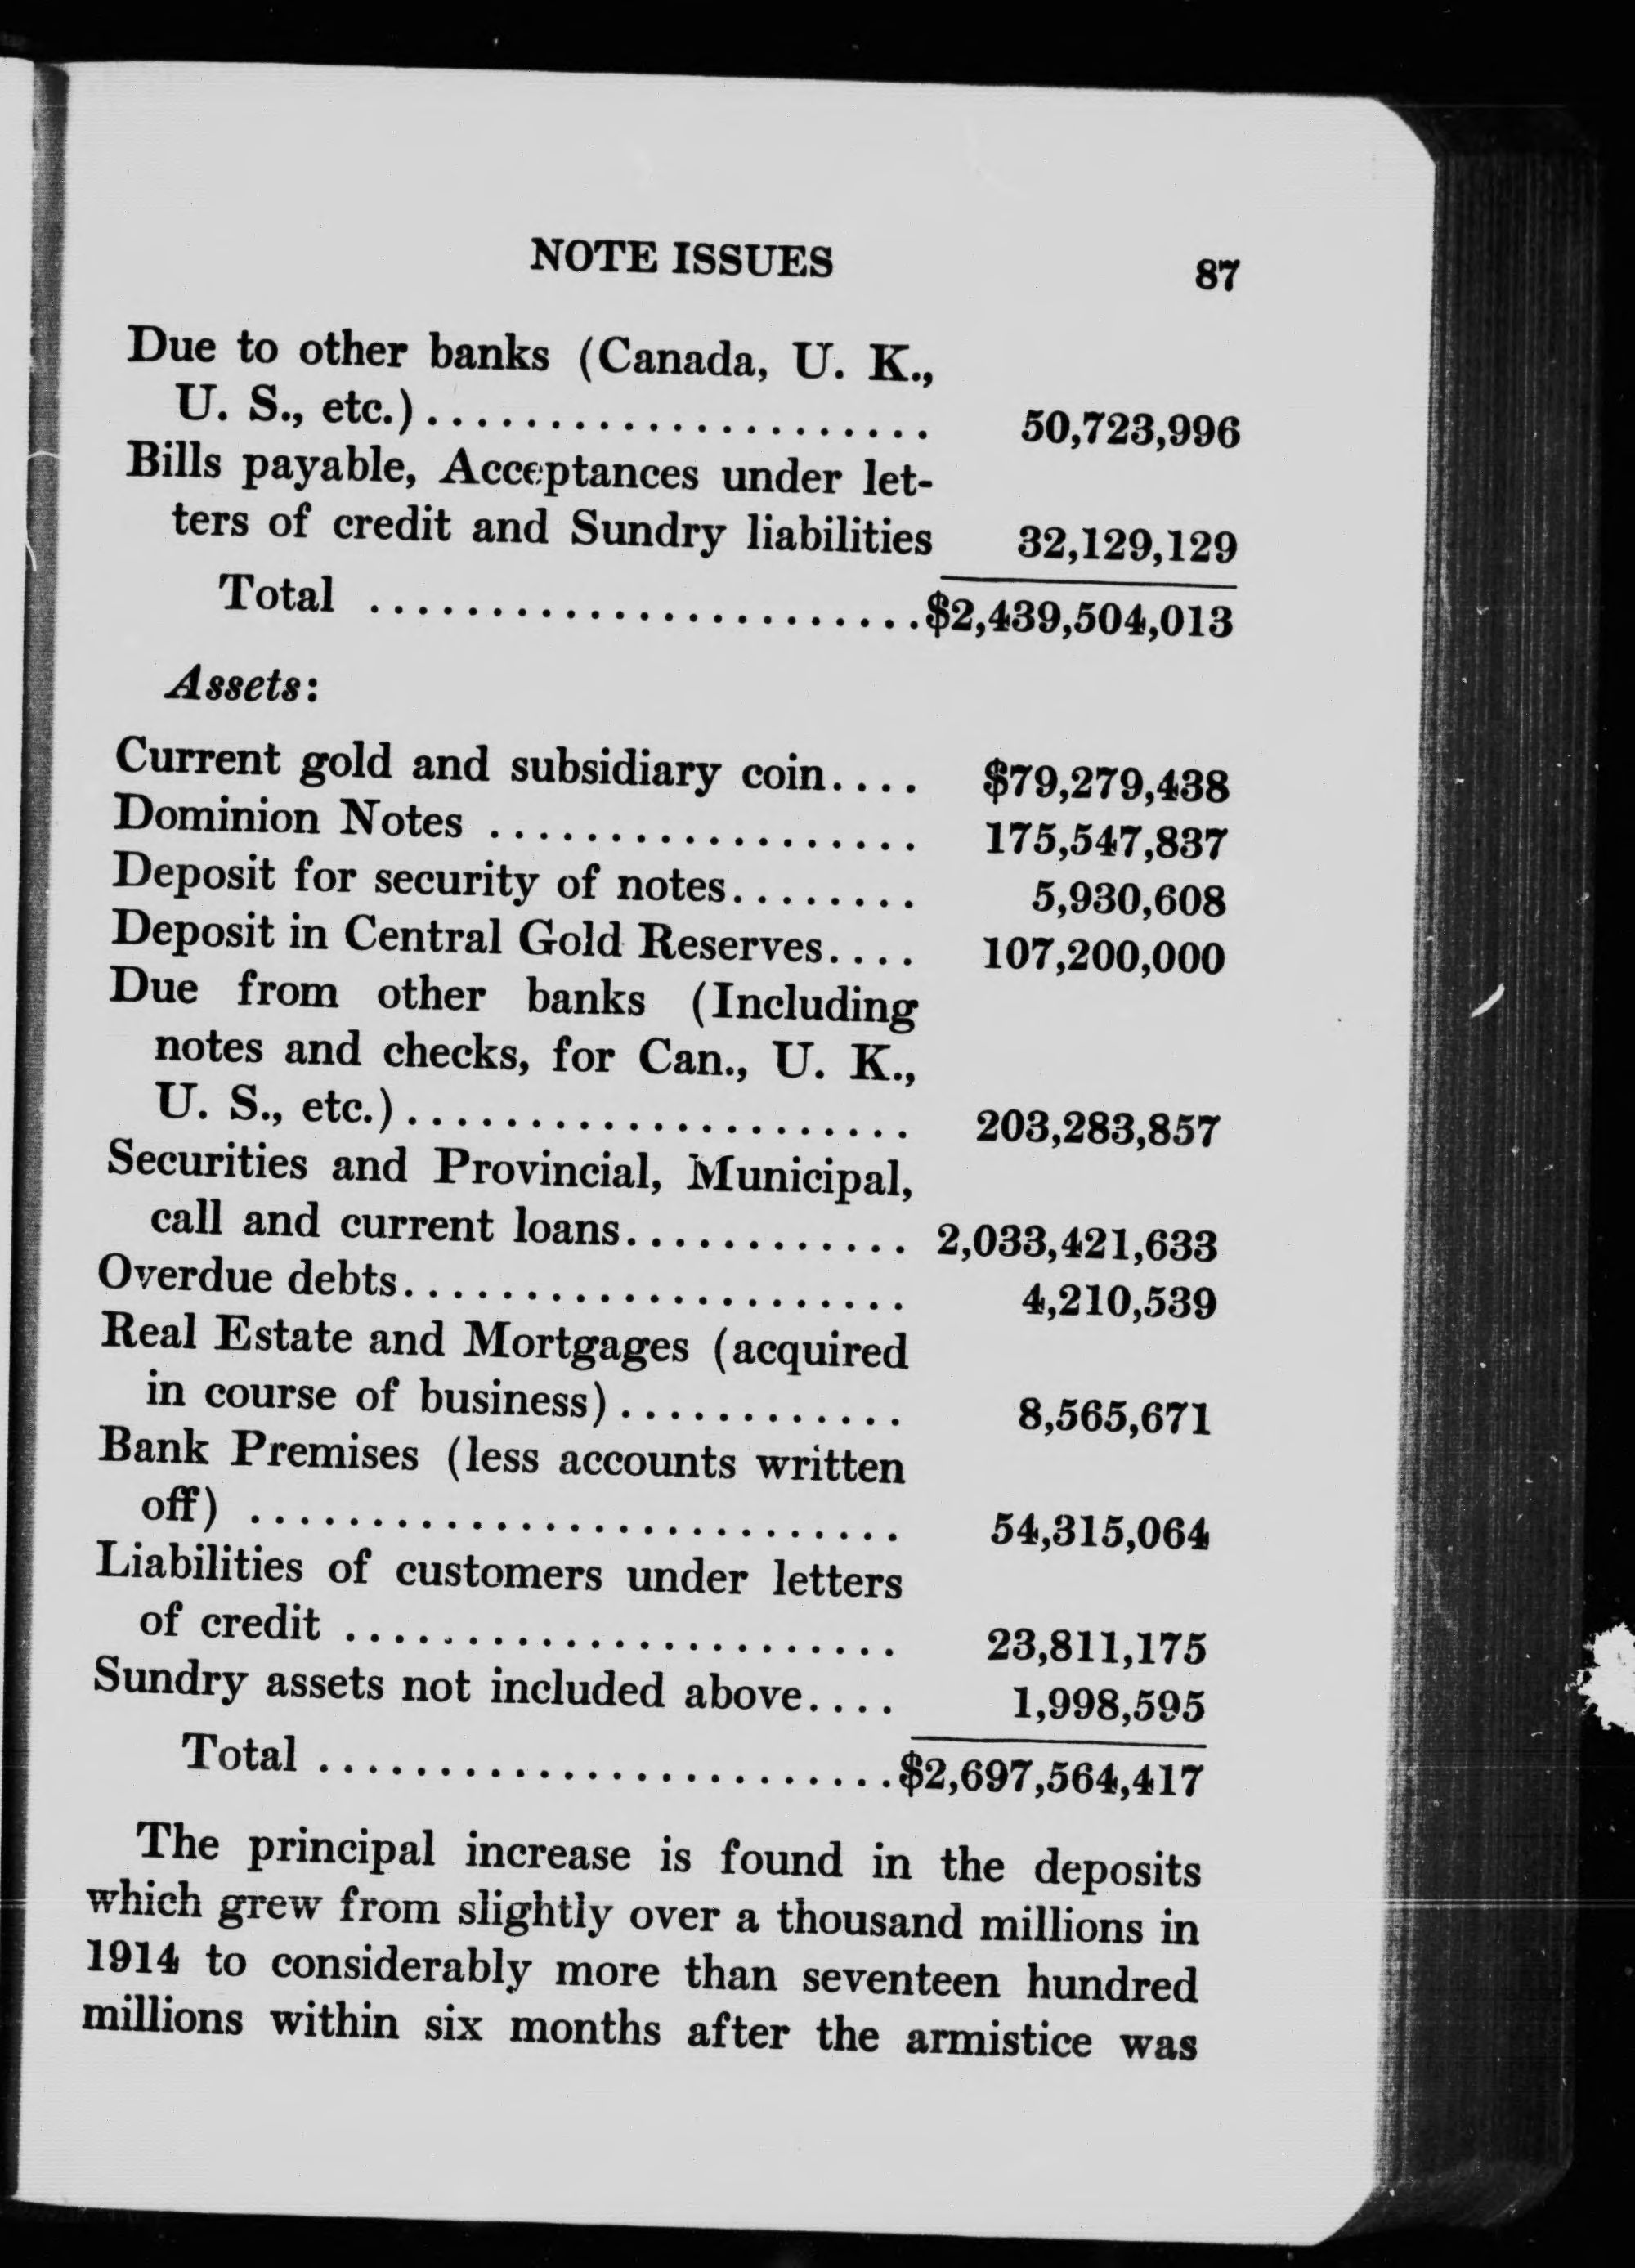 NOTE ISSUES 87
Due to other banks (Canada, U. K.,
U. S., etc.)..................... 50,723,996
Bills payable, Acceptances under let-
ters of credit and Sundry liabilities 32,129,129
Total .......................$2,439,504,013
Assets:
Current gold and subsidiary coin.... $79,279,438
Dominion Notes .................. 175,547,837
Deposit for security of notes........ 5,930,608
Deposit in Central Gold Reserves.... 107,200,000
Due from other banks (Including
notes and checks, for Can., U. K.,
U. S., etc.)..................... 203,283,857
Securities and Provincial, Municipal,
call and current loans............ 2,033,421,633
Overdue debts..................... 4,210,539
Real Estate and Mortgages (acquired
in course of business)............ 8,565,671
Bank Premises (less accounts written
off) ........................... 54,315,064
Liabilities of customers under letters
of credit ....................... 23,811,175
Sundry assets not included above.... 1,998,595
Total ........................$2,697,564,417
The principal increase is found in the deposits
which grew from slightly over a thousand millions in
1914 to considerably more than seventeen hundred
millions within six months after the armistice was